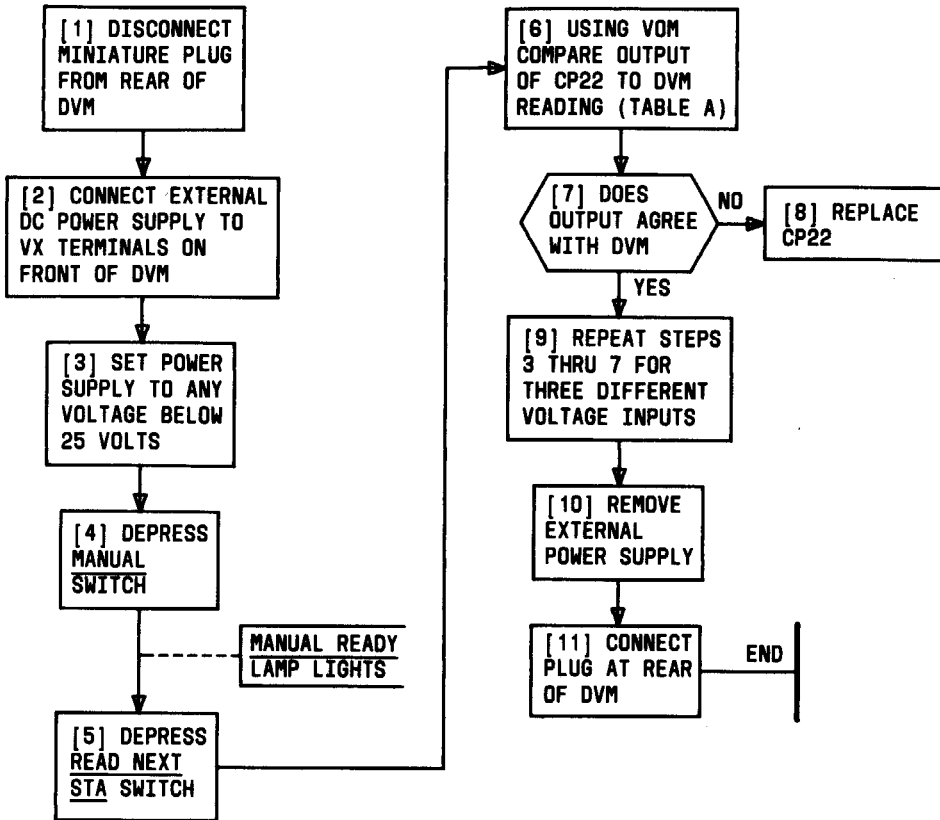 [1] DISCONNECT
MINIATURE PLUG
FROM REAR OF
DVM
[2] CONNECT EXTERNAL
DC POWER SUPPLY TO
VX TERMINALS ON
FRONT OF DVM
[3] SET POWER
SUPPLY TO ANY
VOLTAGE BELOW
25 VOLTS
[4] DEPRESS
MANUAL
SWITCH
MANUAL READY
LAMP LIGHTS
[5] DEPRESS
READ NEXT
STA SWITCH
[6] USING VOM
COMPARE OUTPUT
OF CP22 TO DVM
READING (TABLE A)
[7] DOES
OUTPUT AGREE
WITH DVM
NO
[8] REPLACE
CP22
YES
[9] REPEAT STEPS
3 THRU 7 FOR
THREE DIFFERENT
VOLTAGE INPUTS
[10] REMOVE
EXTERNAL
POWER SUPPLY
[11] CONNECT
PLUG AT REAR
OF DVM
END